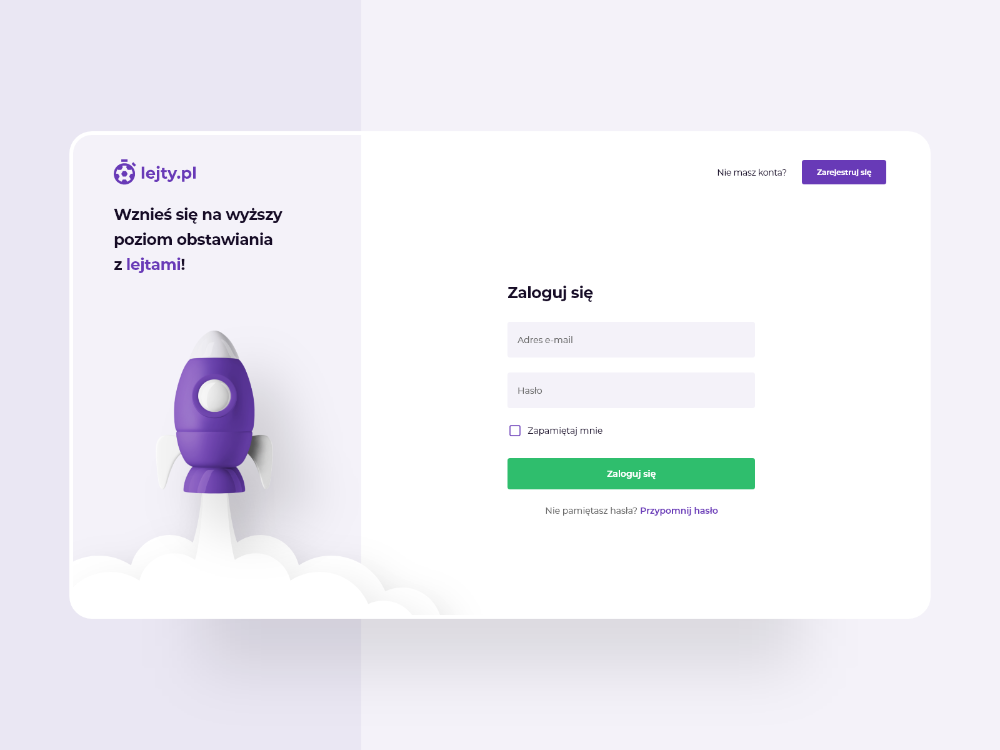 lejty.pl
Wznieś się na wyższy
poziom obstawiania
z lejtami!
Nie masz konta?
Zarejestruj się
Zaloguj się
Adres e-mail
Hasło
Zapamiętaj mnie
Zaloguj się
Nie pamiętasz hasła? Przypomnij hasło